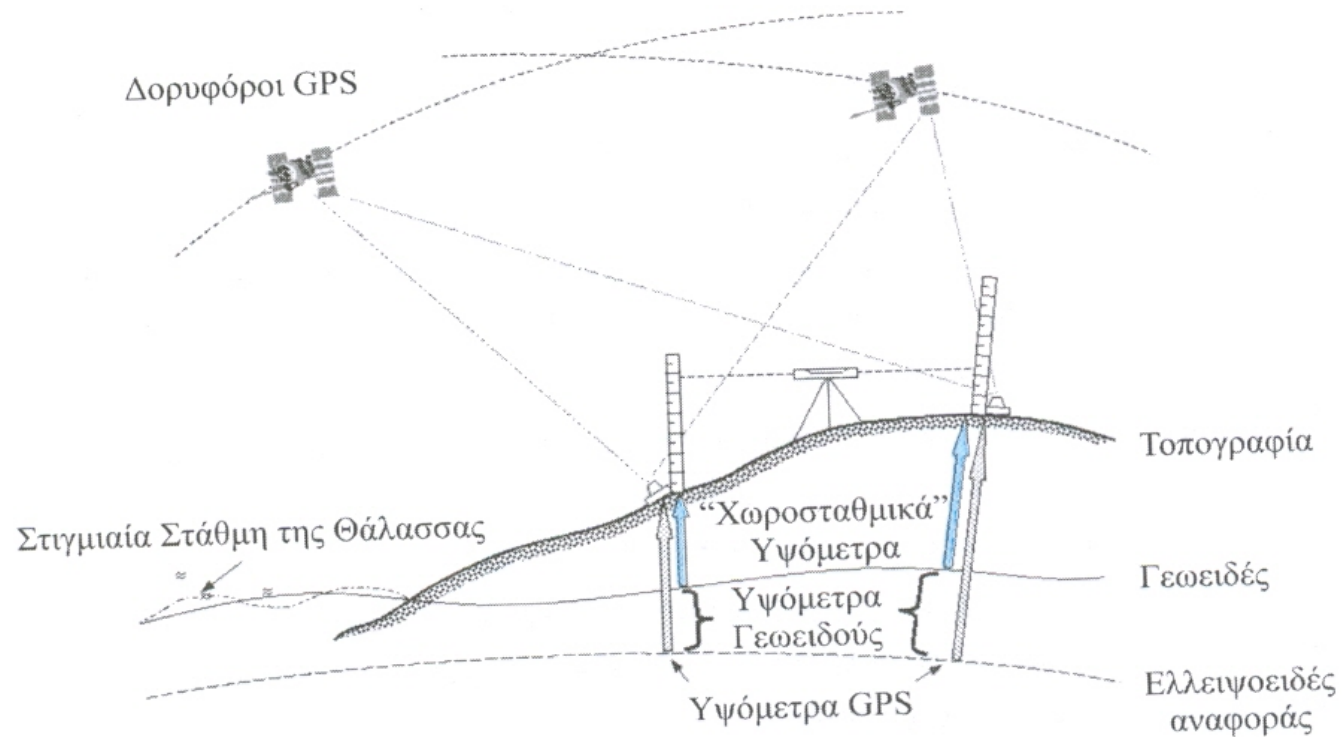 Δορυφόροι GPS
Τοπογραφία
Στιγμιαία Στάθμη της Θάλασσας
“Χωροσταθμικά”
Υψόμετρα
Γεωειδές
Υψόμετρα
Γεωειδούς
Υψόμετρα GPS
Ελλειψοειδές
αναφοράς